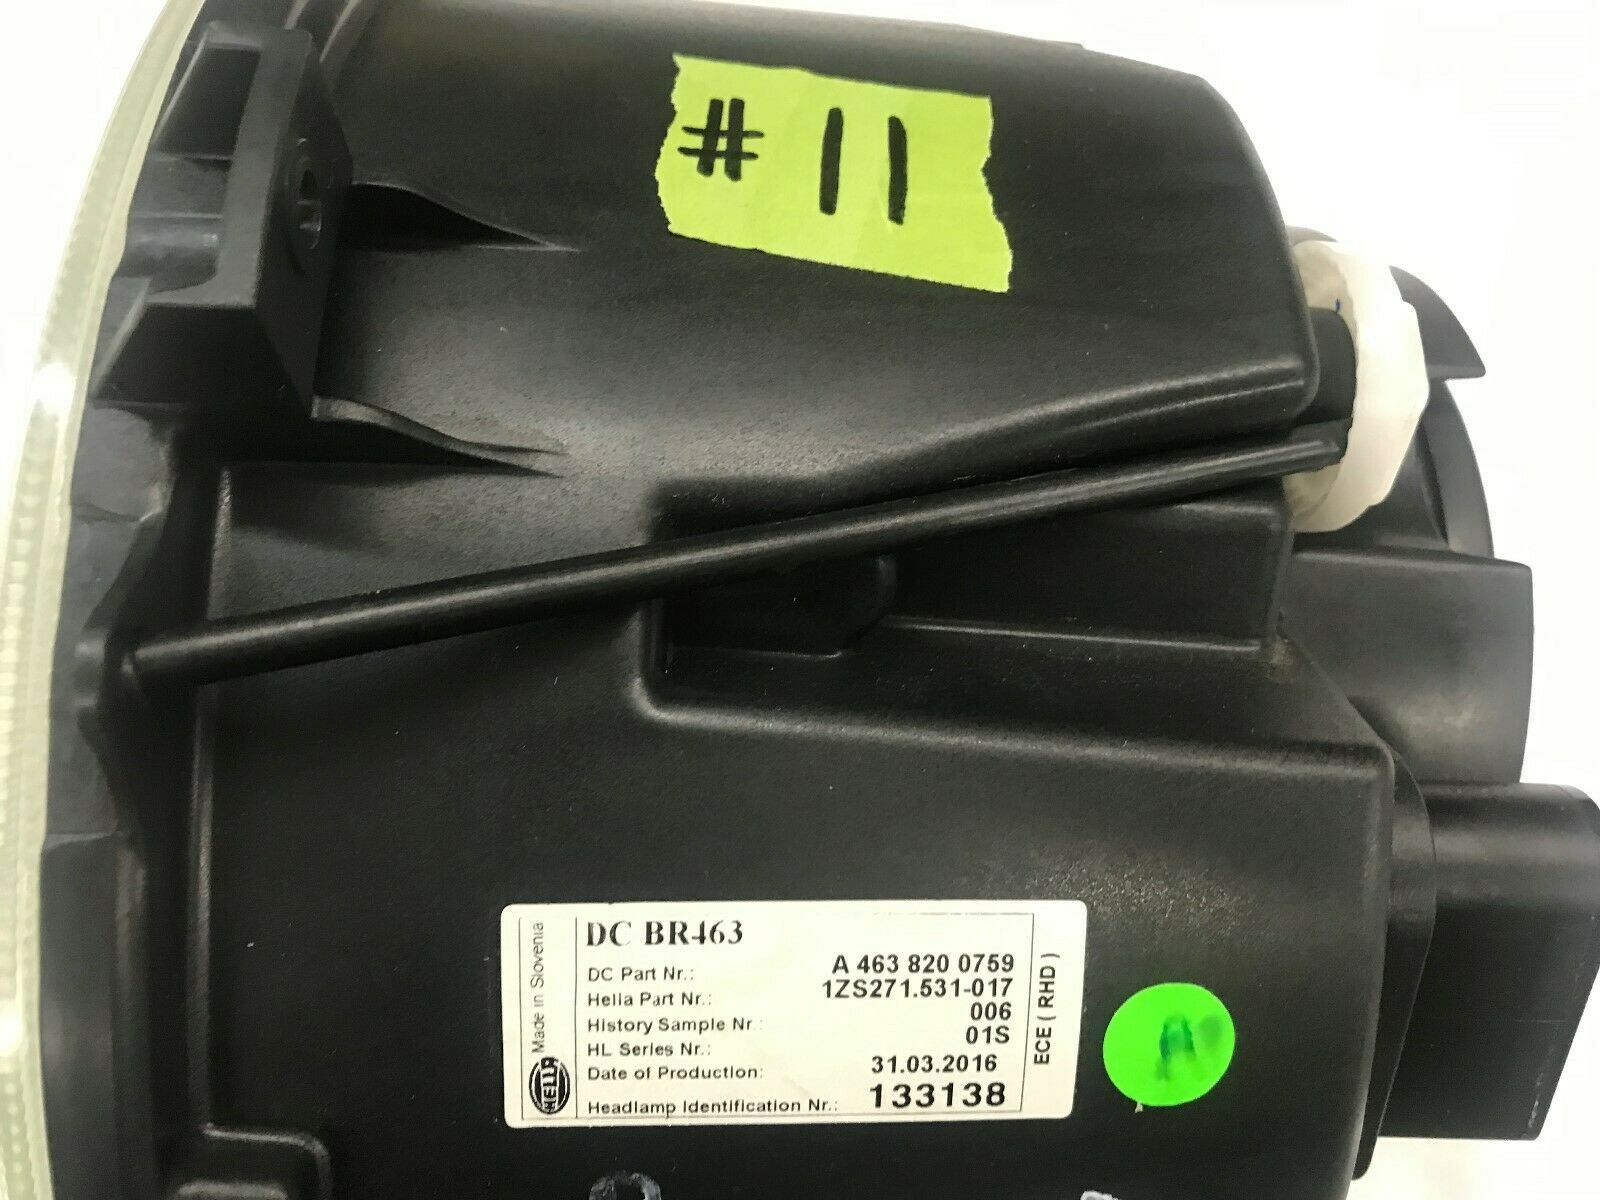 # 11
DC BR463
DC Part Nr.: A 463 820 0759
Hella Part Nr.: 1ZS271.531-017
History Sample Nr.: 006
HL Series Nr.: 01S
Date of Production: 31.03.2016
Headlamp Identification Nr.: 133138
Made in Slovenia
HELLA
ECE ( RHD )